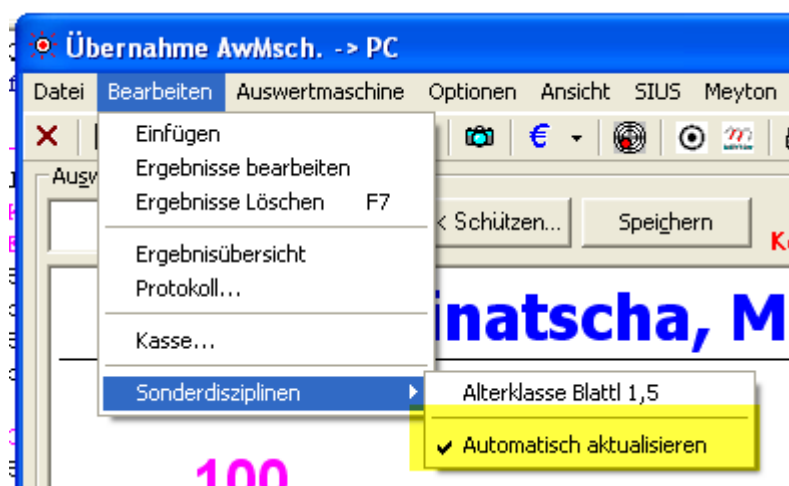 Übernahme AwMsch. -> PC
Datei Bearbeiten Auswertmaschine Optionen Ansicht SIUS Meyton
Einfügen
Ergebnisse bearbeiten
Ergebnisse Löschen F7
< Schützen... Speichern
Ergebnisübersicht
Protokoll...
inatscha, M
Kasse...
Sonderdisziplinen
Alterklasse Blattl 1,5
Automatisch aktualisieren
100